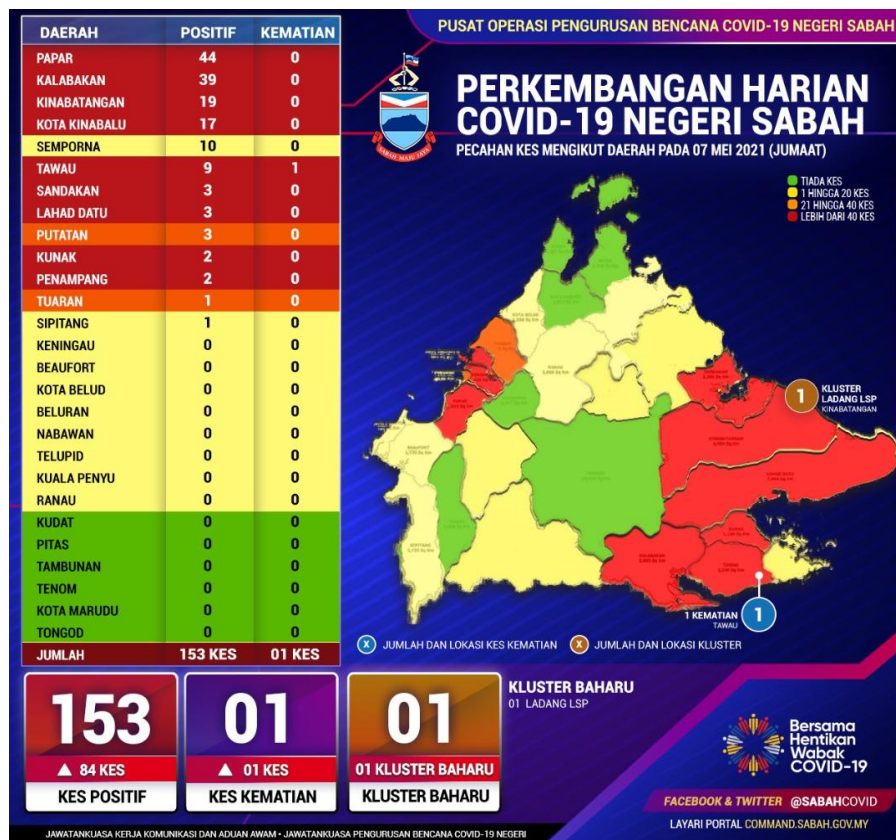 PUSAT OPERASI PENGURUSAN BENCANA COVID-19 NEGERI SABAH
PERKEMBANGAN HARIAN
COVID-19 NEGERI SABAH
PECAHAN KES MENGIKUT DAERAH PADA 07 MEI 2021 (JUMAAT)
SABAH MAJU JAYA
DAERAH POSITIF KEMATIAN
PAPAR 44 0
KALABAKAN 39 0
KINABATANGAN 19 0
KOTA KINABALU 17 0
SEMPORNA 10 0
TAWAU 9 1
SANDAKAN 3 0
LAHAD DATU 3 0
PUTATAN 3 0
KUNAK 2 0
PENAMPANG 2 0
TUARAN 1 0
SIPITANG 1 0
KENINGAU 0 0
BEAUFORT 0 0
KOTA BELUD 0 0
BELURAN 0 0
NABAWAN 0 0
TELUPID 0 0
KUALA PENYU 0 0
RANAU 0 0
KUDAT 0 0
PITAS 0 0
TAMBUNAN 0 0
TENOM 0 0
KOTA MARUDU 0 0
TONGOD 0 0
JUMLAH 153 KES 01 KES
TIADA KES
1 HINGGA 20 KES
21 HINGGA 40 KES
LEBIH DARI 40 KES
1
KLUSTER
LADANG LSP
KINABATANGAN
1 KEMATIAN
TAWAU
1
X JUMLAH DAN LOKASI KES KEMATIAN
X JUMLAH DAN LOKASI KLUSTER
153
▲ 84 KES
KES POSITIF
01
▲ 01 KES
KES KEMATIAN
01
01 KLUSTER BAHARU
KLUSTER BAHARU
KLUSTER BAHARU
01 LADANG LSP
Bersama
Hentikan
Wabak
COVID-19
FACEBOOK & TWITTER @SABAHCOVID
LAYARI PORTAL COMMAND.SABAH.GOV.MY
JAWATANKUASA KERJA KOMUNIKASI DAN ADUAN AWAM • JAWATANKUASA PENGURUSAN BENCANA COVID-19 NEGERI